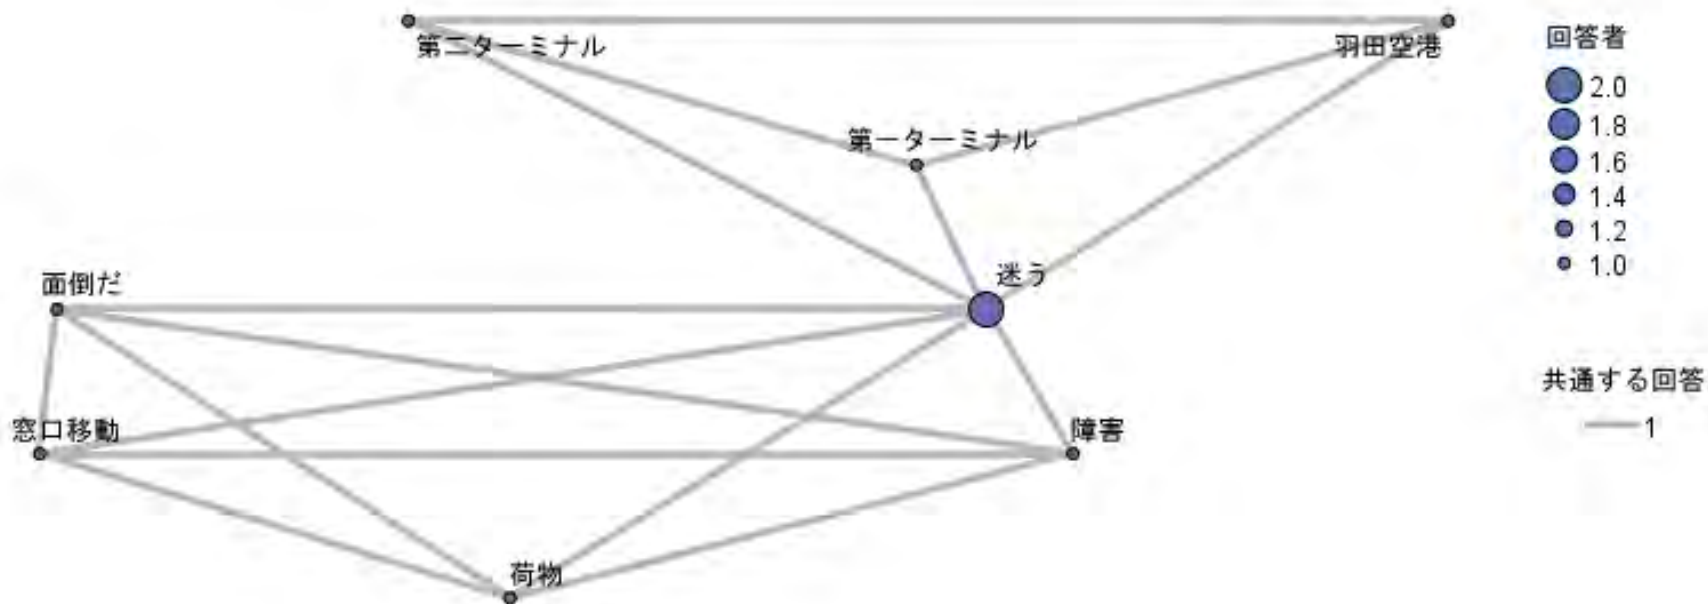 第二ターミナル
羽田空港
第一ターミナル
迷う
面倒だ
窓口移動
障害
荷物
回答者
2.0
1.8
1.6
1.4
1.2
1.0
共通する回答
1